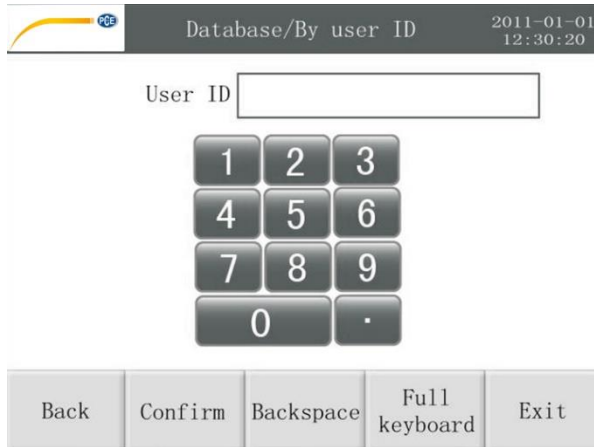 PCE
Database/By user ID
2011-01-01
12:30:20
User ID
1 2 3
4 5 6
7 8 9
0 .
Back Confirm Backspace Full keyboard Exit